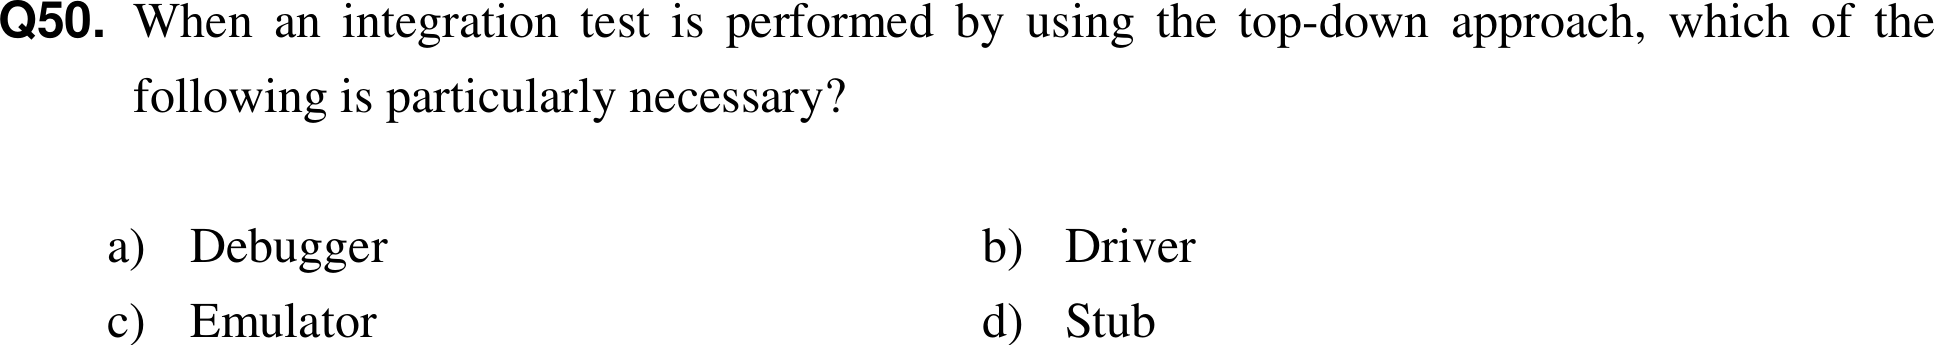 Q50. When an integration test is performed by using the top-down approach, which of the
following is particularly necessary?
a) Debugger b) Driver
c) Emulator d) Stub